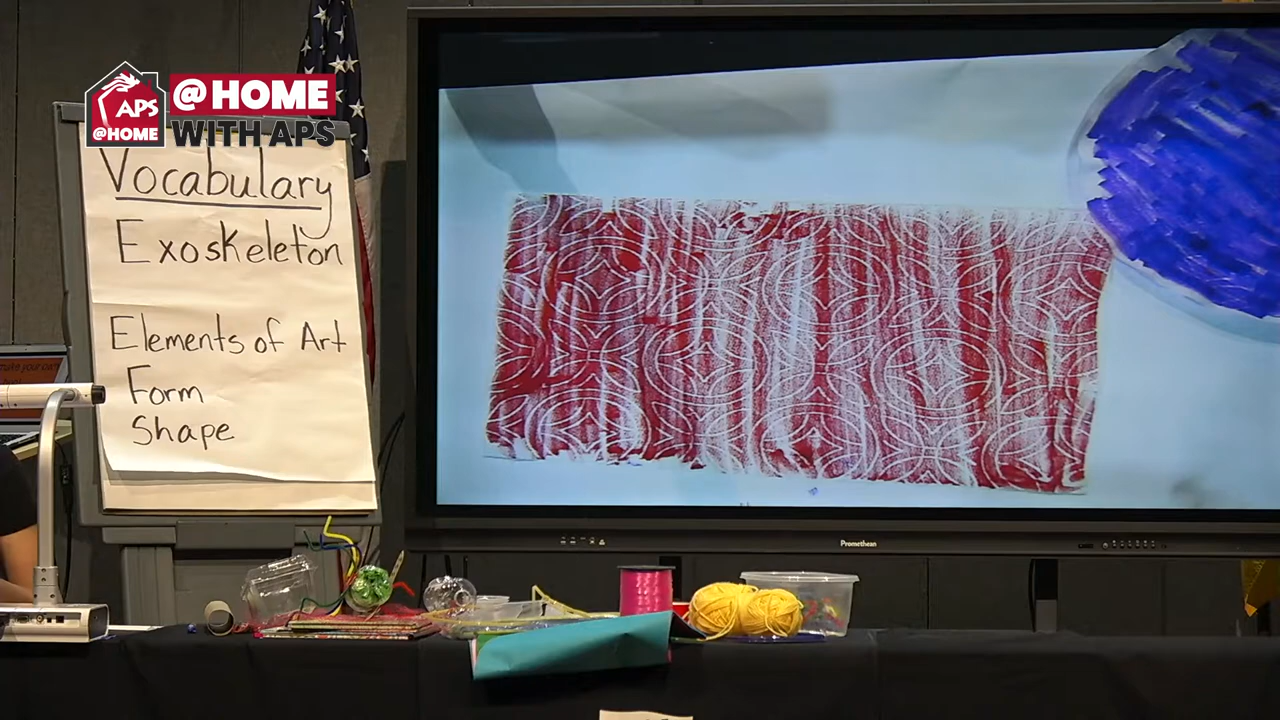 APS
@HOME
@HOME
WITH APS
Vocabulary
Exoskeleton
Elements of Art
Form
Shape
Promethean